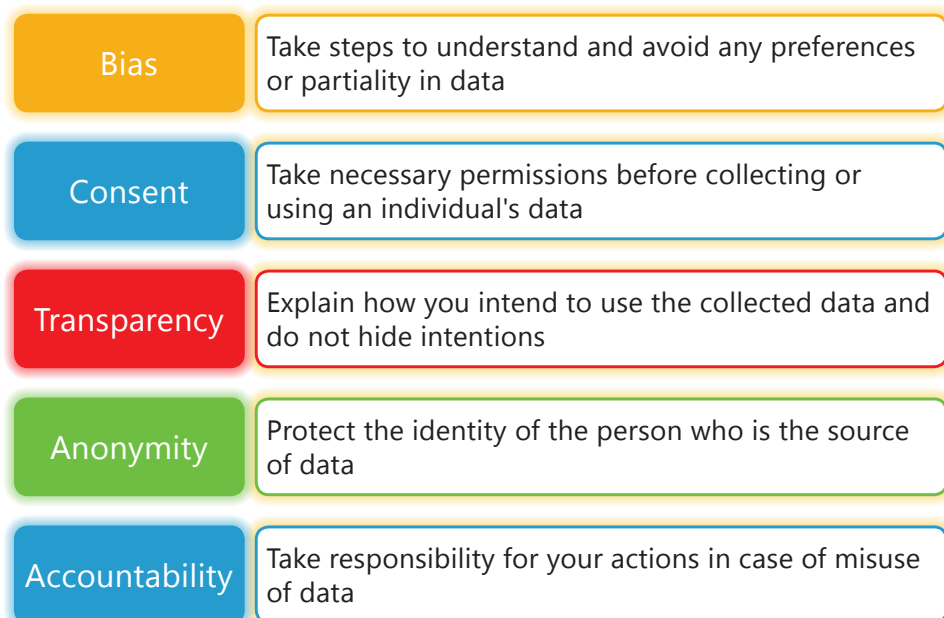 Bias
Take steps to understand and avoid any preferences
or partiality in data
Consent
Take necessary permissions before collecting or
using an individual's data
Transparency
Explain how you intend to use the collected data and
do not hide intentions
Anonymity
Protect the identity of the person who is the source
of data
Accountability
Take responsibility for your actions in case of misuse
of data